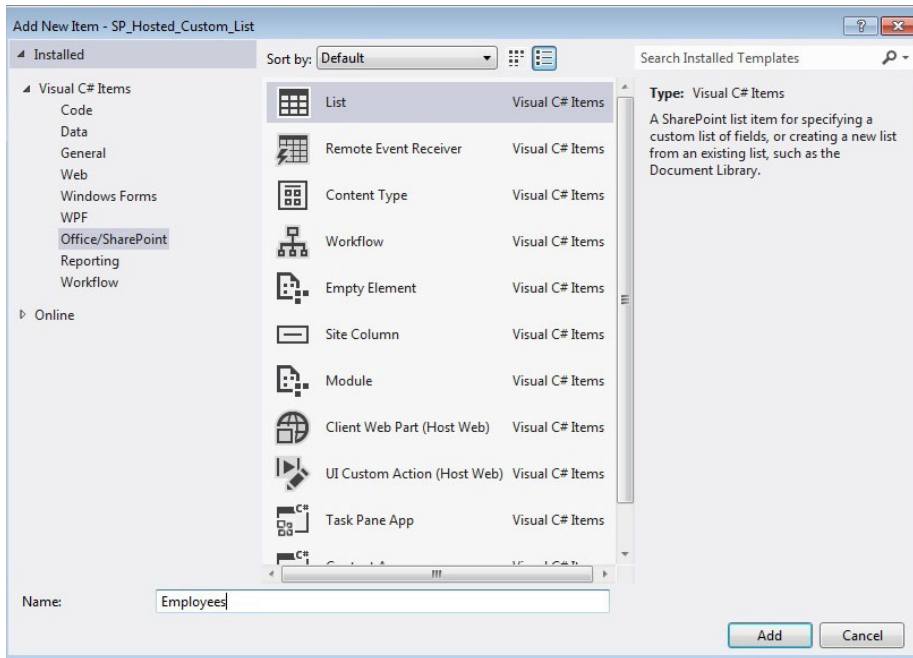 Add New Item - SP_Hosted_Custom_List
Installed
Sort by: Default
Search Installed Templates
Visual C# Items
Code
Data
General
Web
Windows Forms
WPF
Office/SharePoint
Reporting
Workflow
Online
List Visual C# Items
Remote Event Receiver Visual C# Items
Content Type Visual C# Items
Workflow Visual C# Items
Empty Element Visual C# Items
Site Column Visual C# Items
Module Visual C# Items
Client Web Part (Host Web) Visual C# Items
UI Custom Action (Host Web) Visual C# Items
Task Pane App Visual C# Items
Type: Visual C# Items
A SharePoint list item for specifying a
custom list of fields, or creating a new list
from an existing list, such as the
Document Library.
Name: Employees
Add Cancel